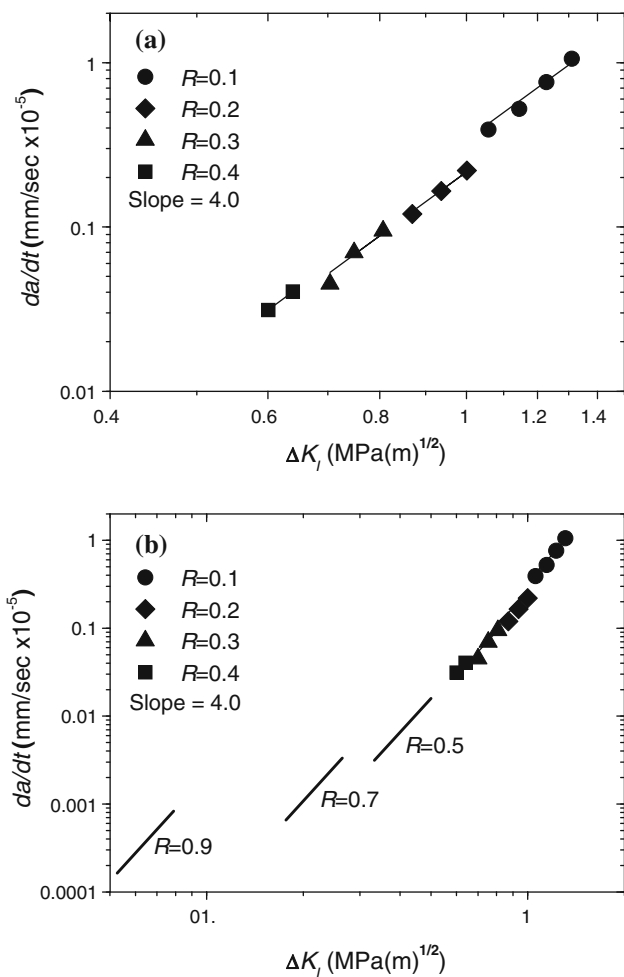 (a)
R=0.1
R=0.2
R=0.3
R=0.4
Slope = 4.0
1
0.1
0.01
da/dt (mm/sec x10-5)
0.4 0.6 0.8 1 1.2 1.4
ΔKI (MPa(m)1/2)
(b)
R=0.1
R=0.2
R=0.3
R=0.4
Slope = 4.0
1
0.1
0.01
0.001
0.0001
da/dt (mm/sec x10-5)
R=0.5
R=0.7
R=0.9
01. 1
ΔKI (MPa(m)1/2)